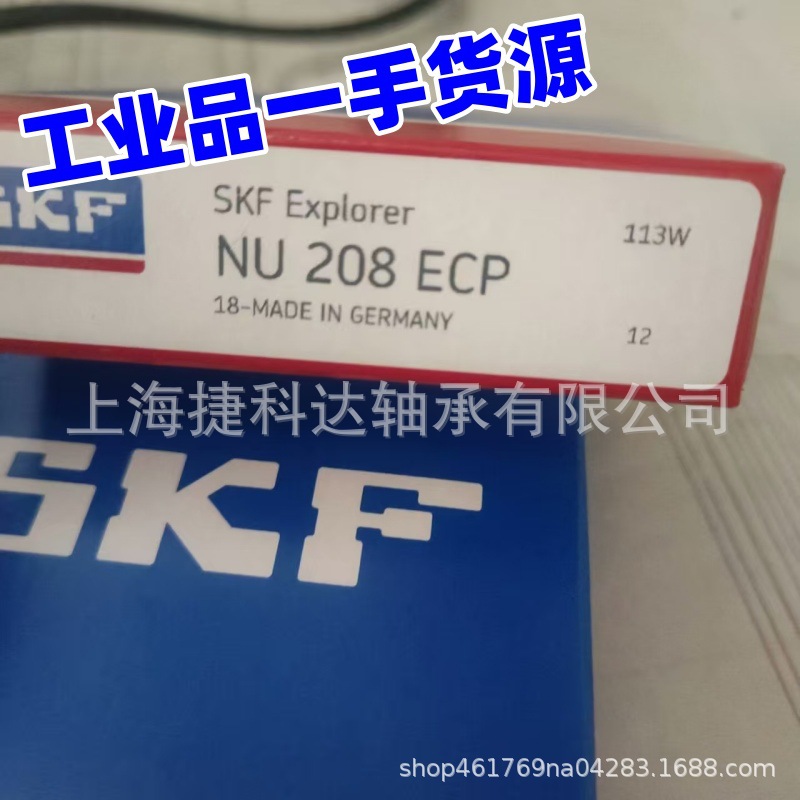 工业品一手货源
SKF
SKF Explorer
NU 208 ECP
18-MADE IN GERMANY
113W
12
上海捷科达轴承有限公司
SKF
shop461769na04283.1688.com